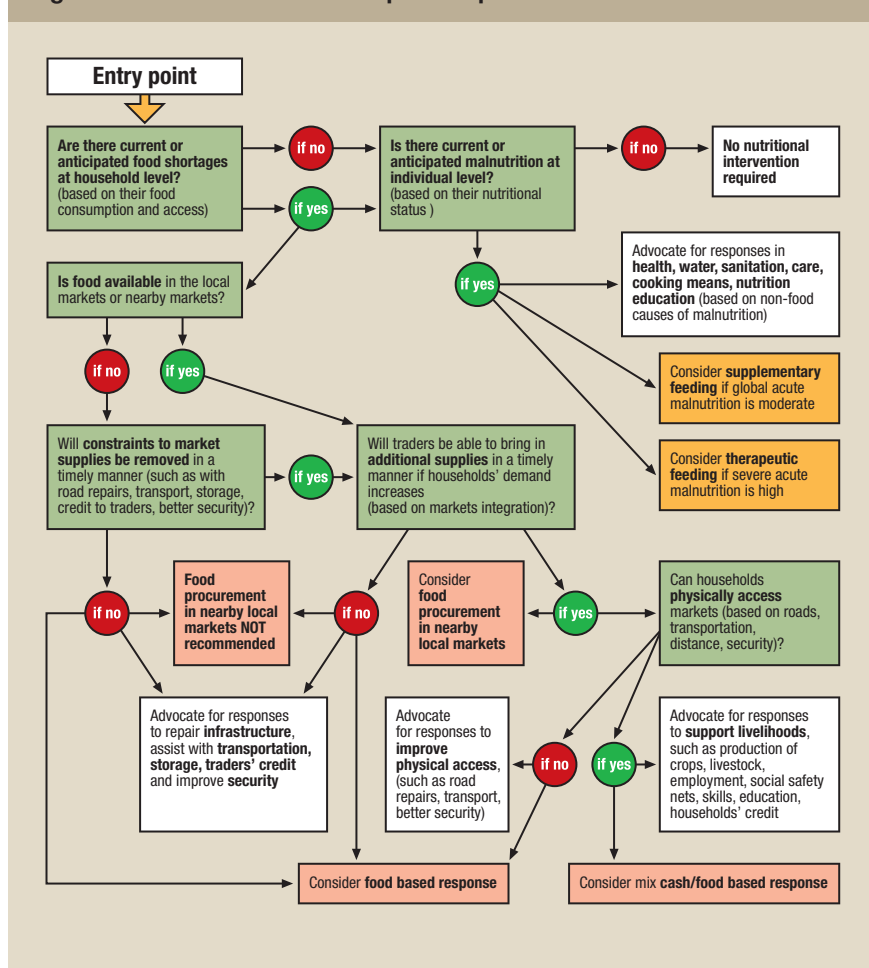 Entry point
Are there current or
anticipated food shortages
at household level?
(based on their food
consumption and access)
if no
Is there current or
anticipated malnutrition at
individual level?
(based on their nutritional
status )
if no
No nutritional
intervention
required
if yes
Is food available in the local
markets or nearby markets?
if yes
Advocate for responses in
health, water, sanitation, care,
cooking means, nutrition
education (based on non-food
causes of malnutrition)
if no
if yes
Consider supplementary
feeding if global acute
malnutrition is moderate
Will constraints to market
supplies be removed in a
timely manner (such as with
road repairs, transport, storage,
credit to traders, better security)?
if yes
Will traders be able to bring in
additional supplies in a timely
manner if households’ demand
increases
(based on markets integration)?
Consider therapeutic
feeding if severe acute
malnutrition is high
if no
Food
procurement
in nearby local
markets NOT
recommended
if no
Consider
food
procurement
in nearby
local markets
if yes
Can households
physically access
markets (based on roads,
transportation,
distance, security)?
Advocate for responses
to repair infrastructure,
assist with transportation,
storage, traders’ credit
and improve security
Advocate
for responses to
improve
physical access,
(such as road
repairs, transport,
better security)
if no
if yes
Advocate for responses
to support livelihoods,
such as production of
crops, livestock,
employment, social safety
nets, skills, education,
households’ credit
Consider food based response
Consider mix cash/food based response